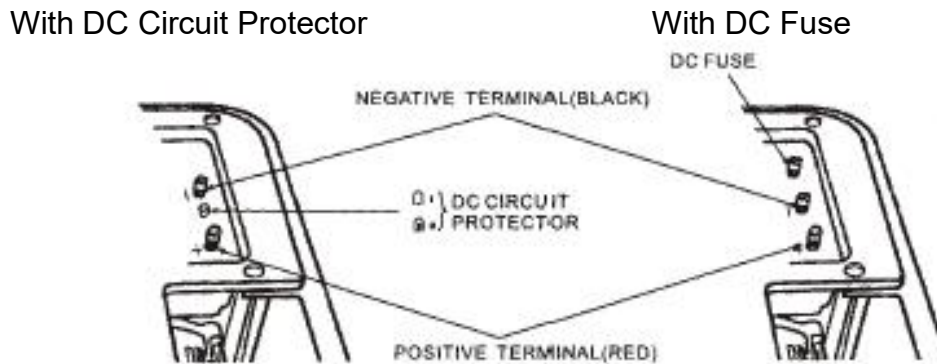 With DC Circuit Protector
With DC Fuse
DC FUSE
NEGATIVE TERMINAL(BLACK)
DC CIRCUIT
PROTECTOR
POSITIVE TERMINAL(RED)